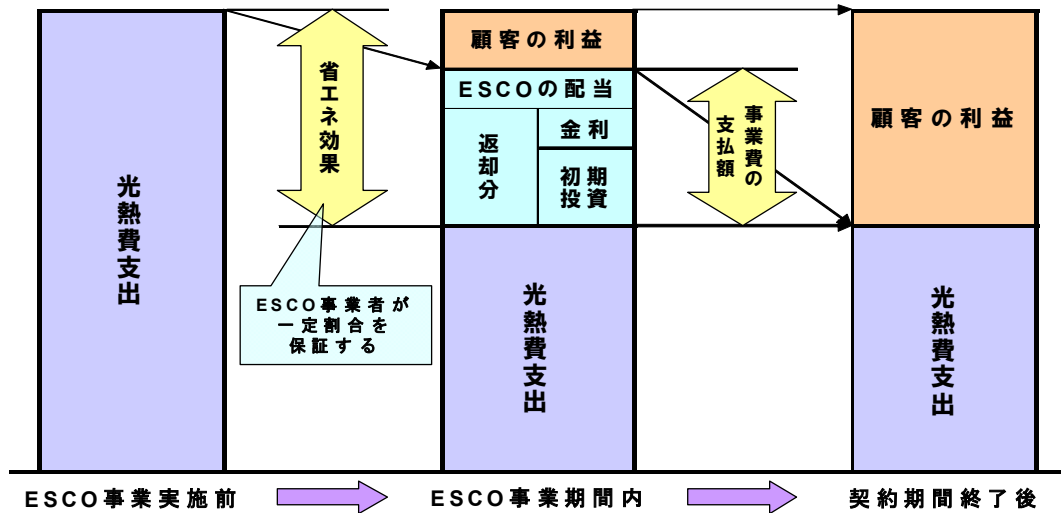 光熱費支出
省エネ効果
ESCO事業者が
一定割合を
保証する
顧客の利益
ESCOの配当
返却分
金利
初期
投資
光熱費支出
事業費の
支払額
顧客の利益
光熱費支出
ESCO事業実施前
ESCO事業期間内
契約期間終了後